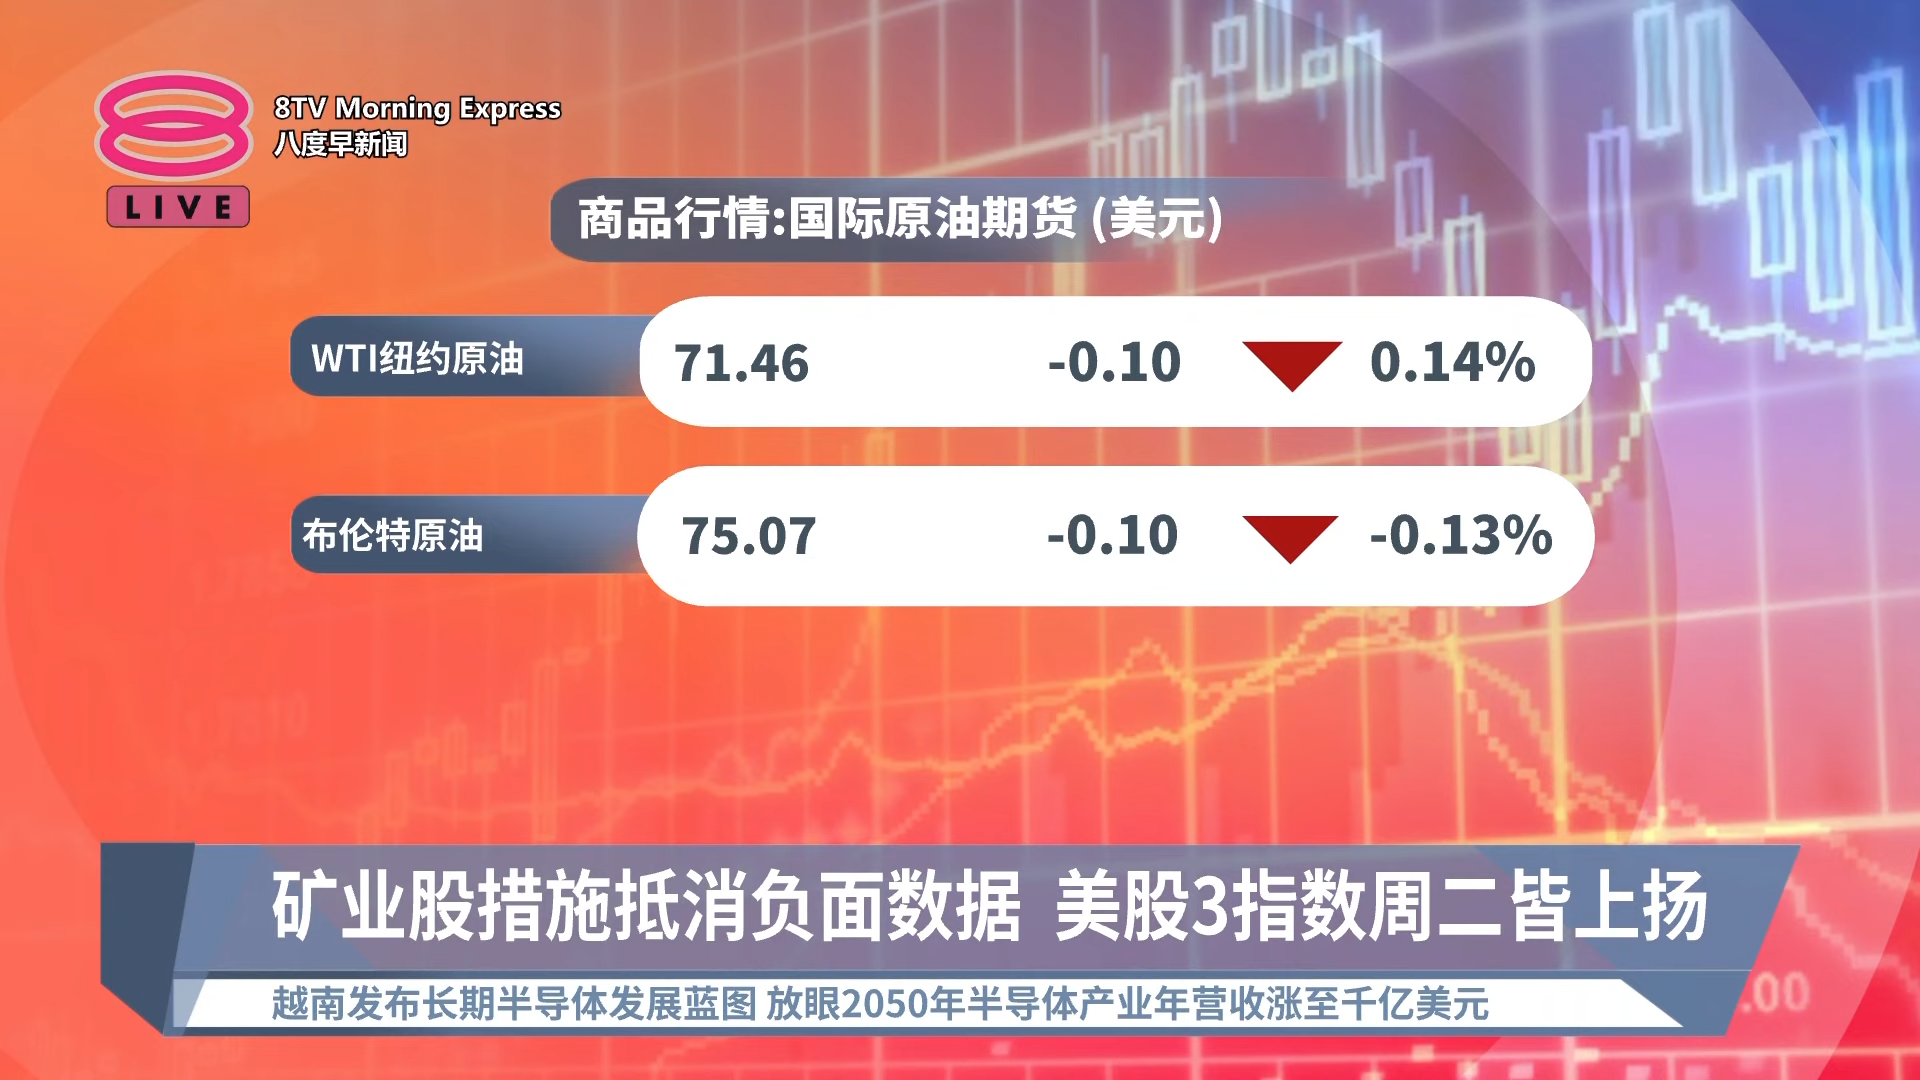 8TV Morning Express
八度早新闻
LIVE
商品行情:国际原油期货 (美元)
WTI纽约原油 71.46 -0.10 0.14%
布伦特原油 75.07 -0.10 -0.13%
矿业股措施抵消负面数据 美股3指数周二皆上扬
越南发布长期半导体发展蓝图 放眼2050年半导体产业年营收涨至千亿美元
.00